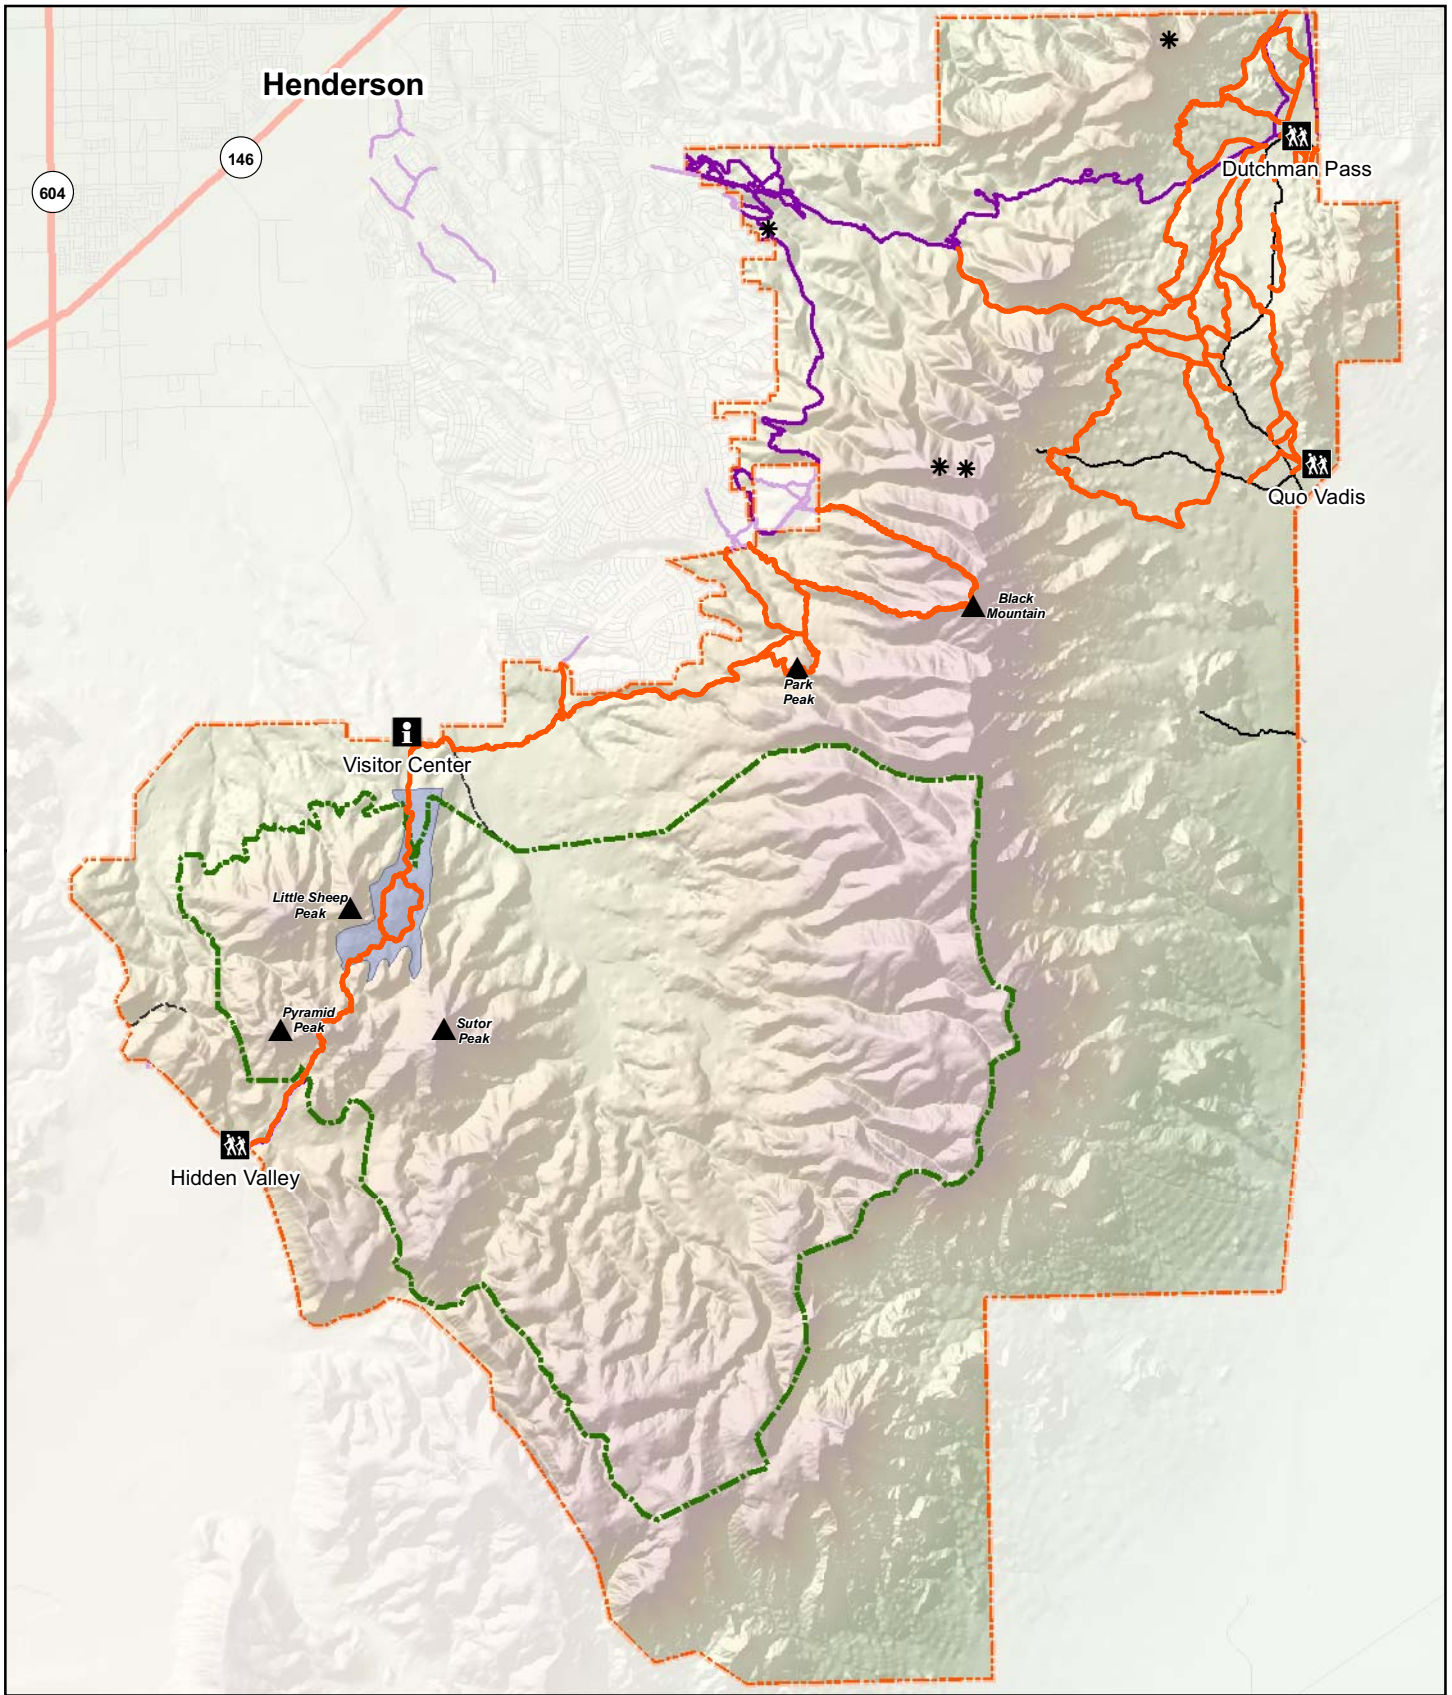 Henderson
146
604
Dutchman Pass
Quo Vadis
Black
Mountain
Park
Peak
i
Visitor Center
Little Sheep
Peak
Pyramid
Peak
Sutor
Peak
Hidden Valley